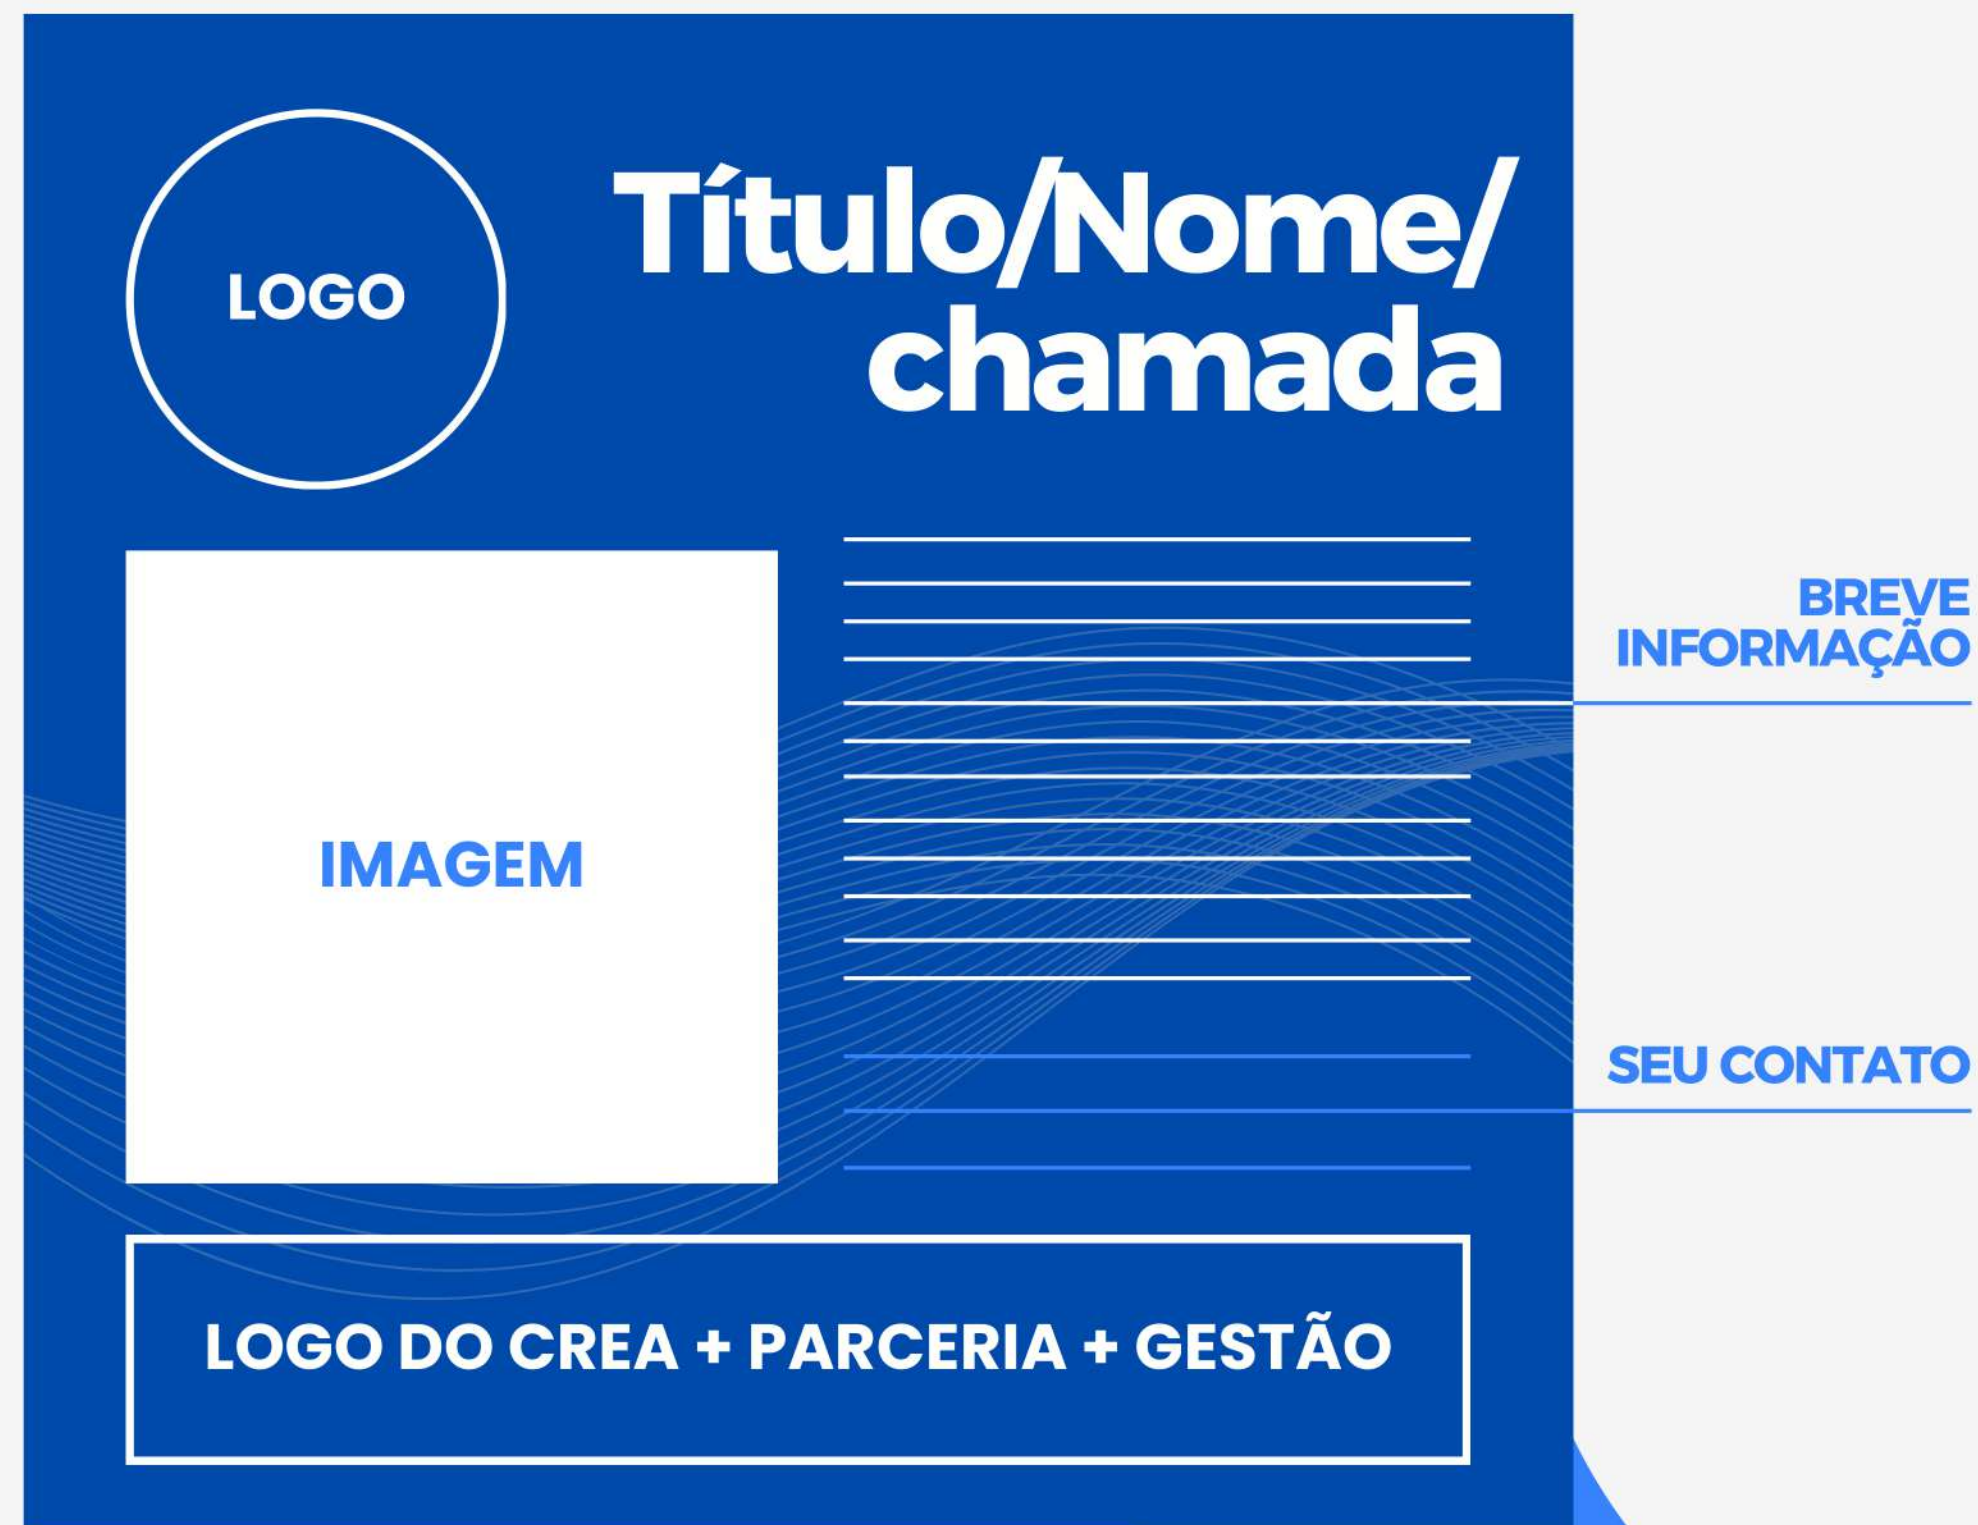 LOGO
Título/Nome/
chamada
BREVE
INFORMAÇÃO
IMAGEM
SEU CONTATO
LOGO DO CREA + PARCERIA + GESTÃO